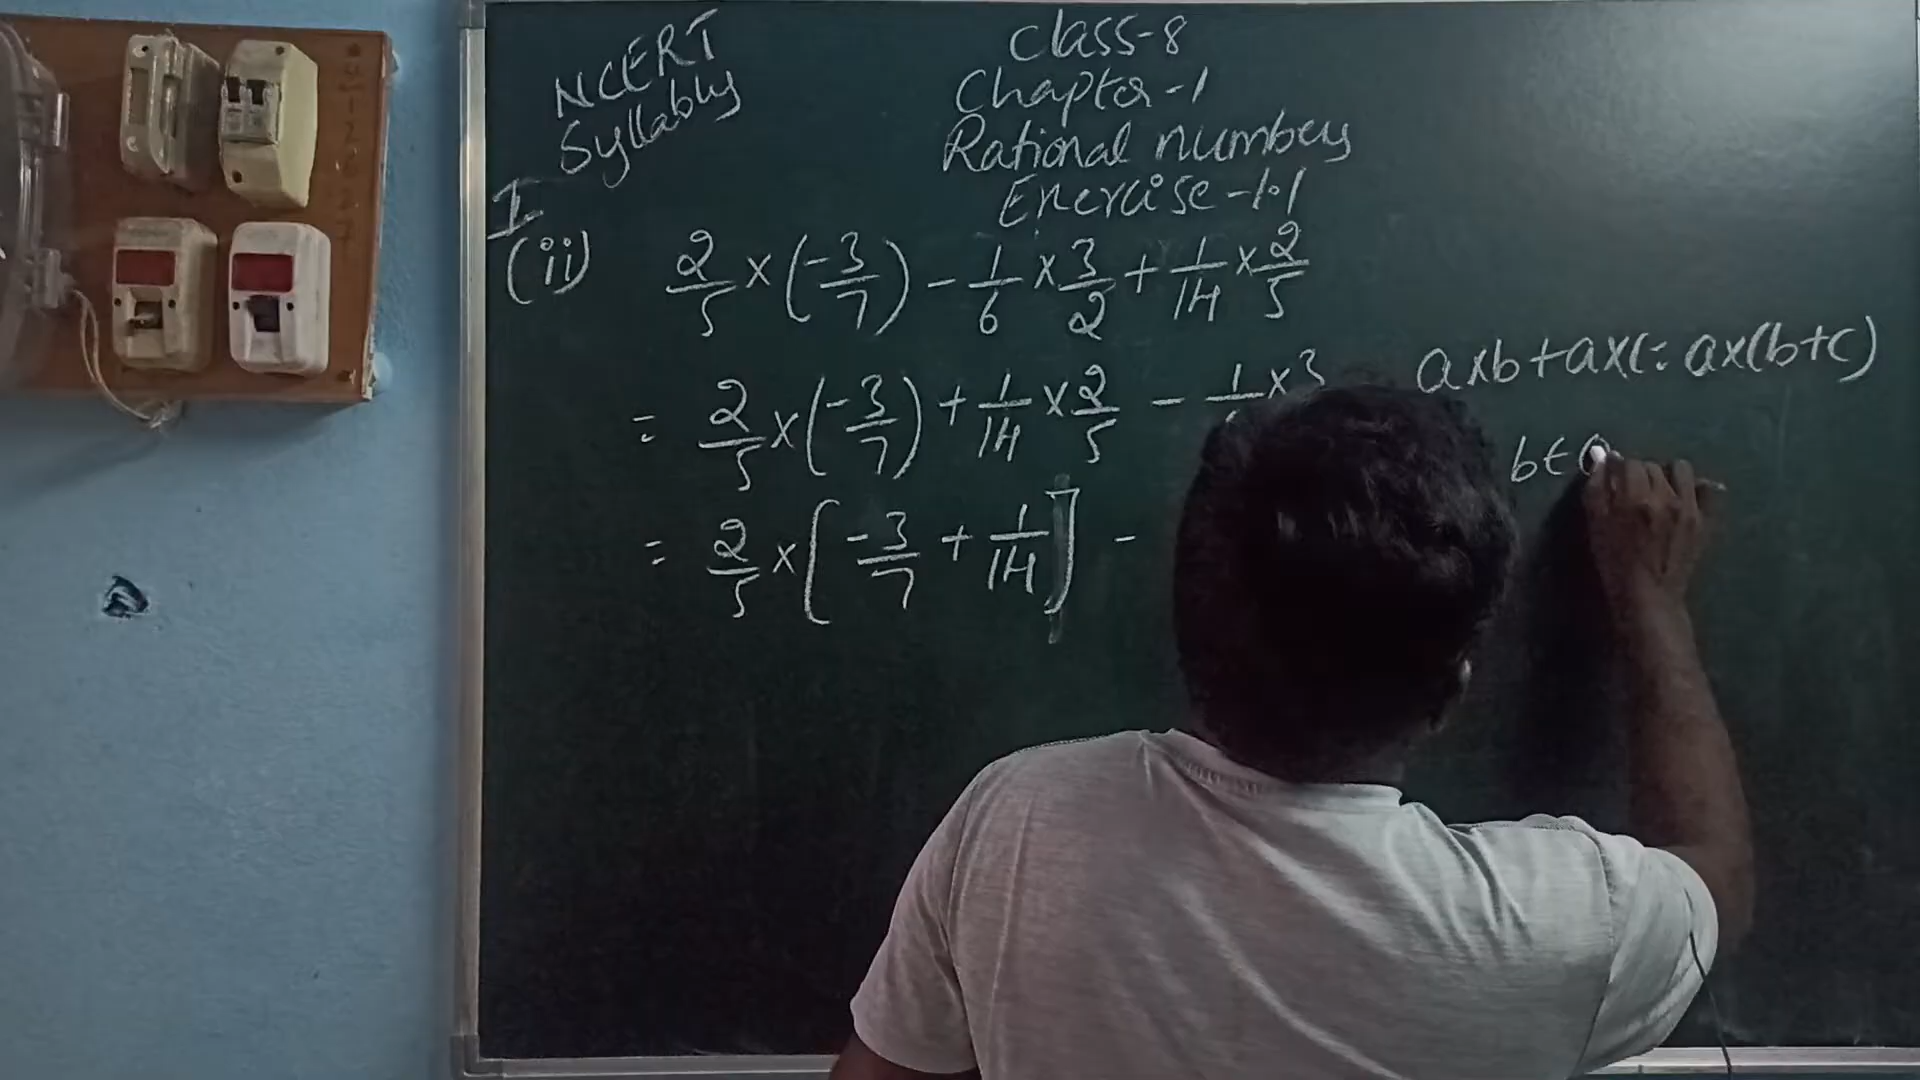 NCERT
Syllabus
Class-8
Chapter-1
Rational numbers
Exercise-1.1
I
(ii) 2/5 × (-3/7) - 1/6 × 3/2 + 1/14 × 2/5
= 2/5 × (-3/7) + 1/14 × 2/5 - 1/ × 3
= 2/5 × [-3/7 + 1/14] -
a×b+a×c = a×(b+c)
b∈